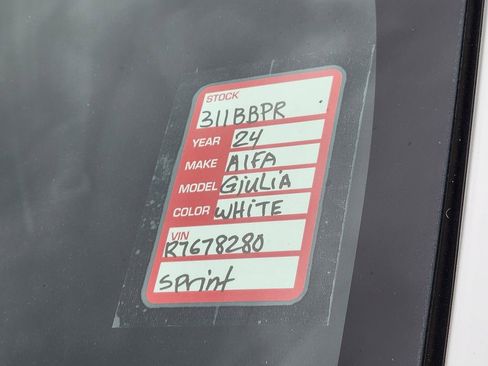 STOCK
311BBPR
YEAR 24
MAKE AlFA
MODEL GiuLiA
COLOR WHiTE
VIN
R7678280
Sprint